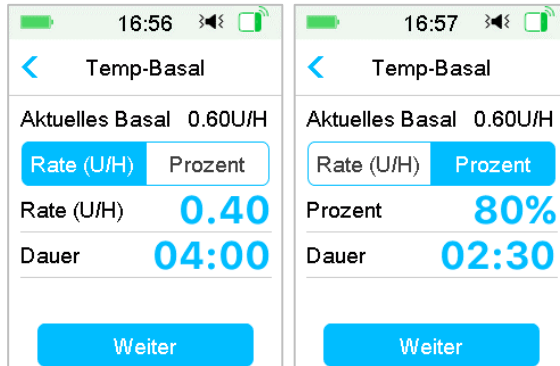 16:56
Temp-Basal
Aktuelles Basal 0.60U/H
Rate (U/H) Prozent
Rate (U/H) 0.40
Dauer 04:00
Weiter
16:57
Temp-Basal
Aktuelles Basal 0.60U/H
Rate (U/H) Prozent
Prozent 80%
Dauer 02:30
Weiter